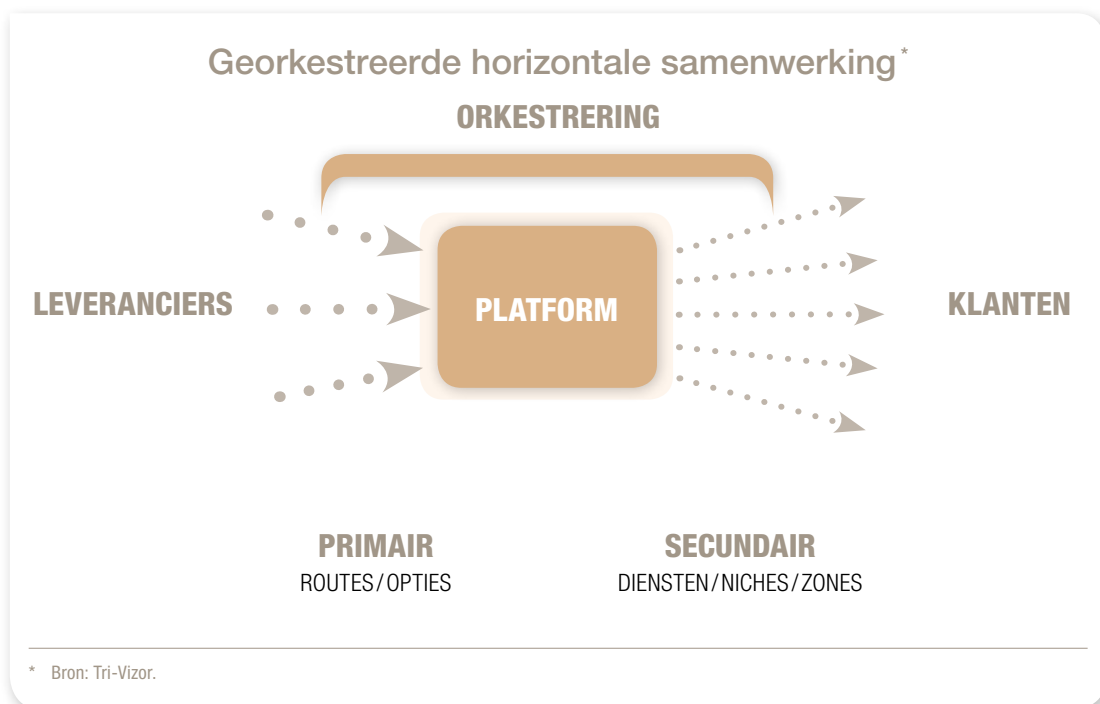 Georkestreerde horizontale samenwerking*
ORKESTRERING
LEVERANCIERS
PLATFORM
KLANTEN
PRIMAIR
ROUTES/OPTIES
SECUNDAIR
DIENSTEN/NICHES/ZONES
* Bron: Tri-Vizor.